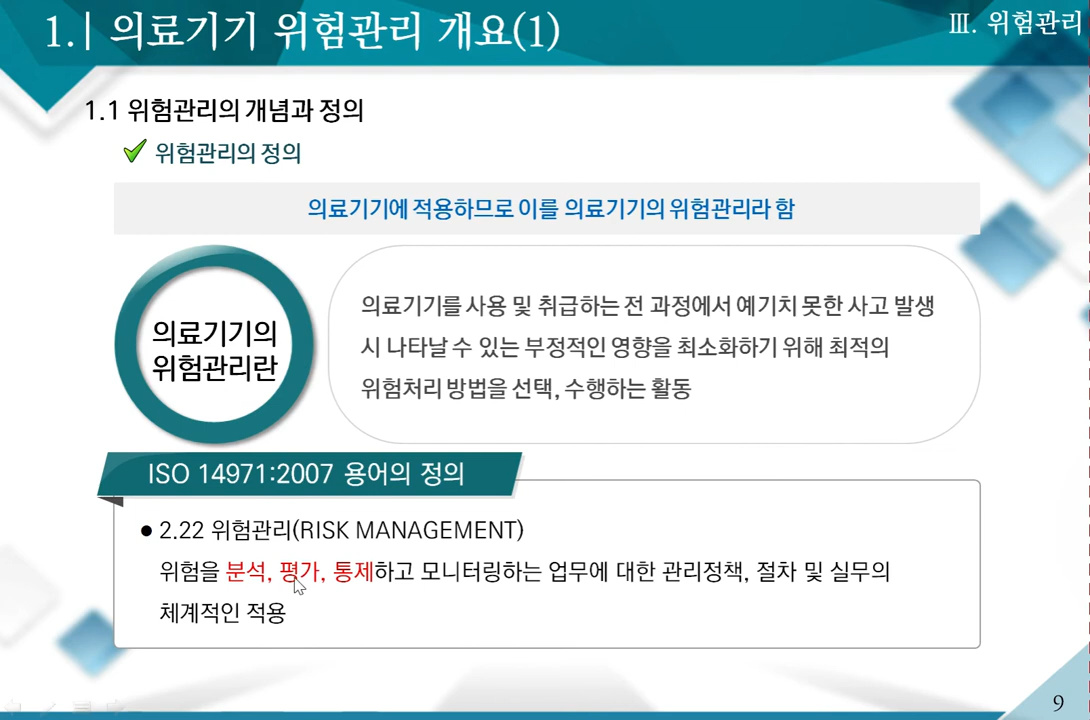 1. | 의료기기 위험관리 개요(1)
Ⅲ. 위험관리
1.1 위험관리의 개념과 정의
위험관리의 정의
의료기기에 적용하므로 이를 의료기기의 위험관리라 함
의료기기의
위험관리란
의료기기를 사용 및 취급하는 전 과정에서 예기치 못한 사고 발생
시 나타날 수 있는 부정적인 영향을 최소화하기 위해 최적의
위험처리 방법을 선택, 수행하는 활동
ISO 14971:2007 용어의 정의
● 2.22 위험관리(RISK MANAGEMENT)
위험을 분석, 평가, 통제하고 모니터링하는 업무에 대한 관리정책, 절차 및 실무의
체계적인 적용
9